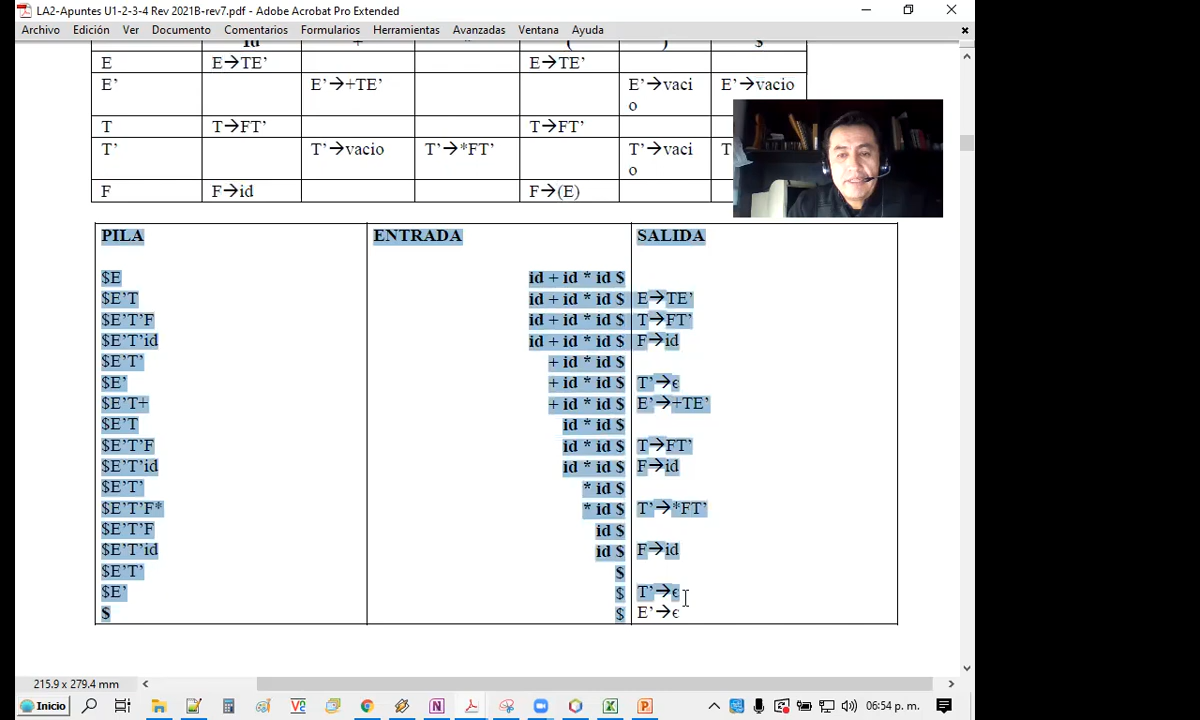 LA2-Apuntes U1-2-3-4 Rev 2021B-rev7.pdf - Adobe Acrobat Pro Extended
Archivo Edición Ver Documento Comentarios Formularios Herramientas Avanzadas Ventana Ayuda
Id + * ( ) $
E E→TE’ E→TE’
E’ E’→+TE’ E’→vaci E’→vacio
o
T T→FT’ T→FT’
T’ T’→vacio T’→*FT’ T’→vaci T
o
F F→id F→(E)
PILA ENTRADA SALIDA
$E id + id * id $
$E’T id + id * id $ E→TE’
$E’T’F id + id * id $ T→FT’
$E’T’id id + id * id $ F→id
$E’T’ + id * id $
$E’ + id * id $ T’→ϵ
$E’T+ + id * id $ E’→+TE’
$E’T id * id $
$E’T’F id * id $ T→FT’
$E’T’id id * id $ F→id
$E’T’ * id $
$E’T’F* * id $ T’→*FT’
$E’T’F id $
$E’T’id id $ F→id
$E’T’ $
$E’ $ T’→ϵ
$ $ E’→ϵ
215.9 x 279.4 mm
Inicio 06:54 p. m.